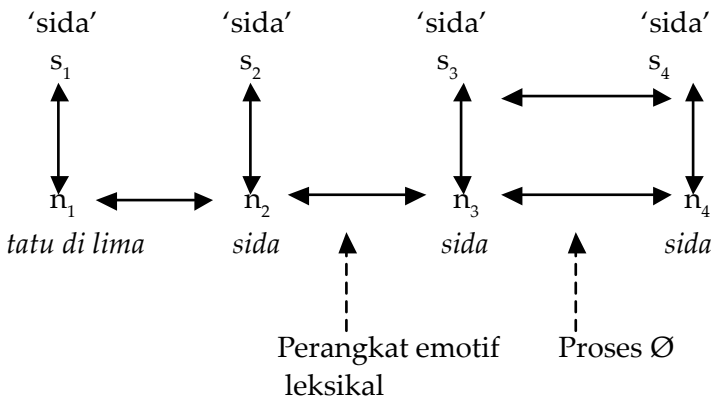 ‘sida’ ‘sida’ ‘sida’ ‘sida’
s₁ s₂ s₃ s₄
n₁ n₂ n₃ n₄
tatu di lima sida sida sida
Perangkat emotif Proses Ø
leksikal